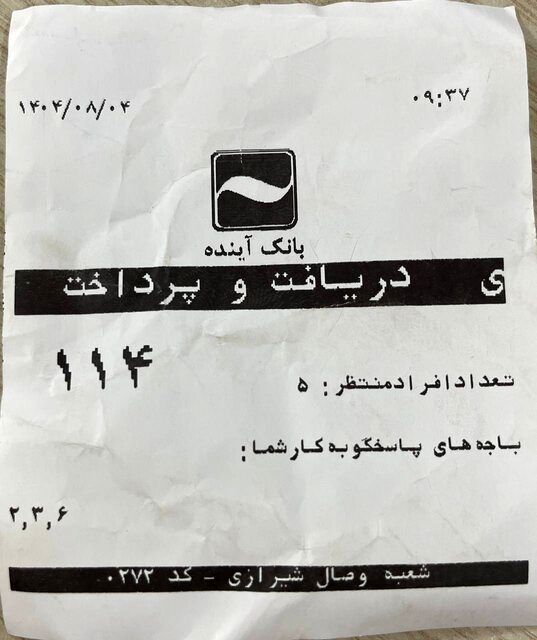 ۱۴۰۴/۰۸/۰۴ ۰۹:۳۷
بانک آینده
ی دریافت و پرداخت
۱۱۴
تعداد افراد منتظر: ۵
باجه های پاسخگو به کار شما:
۲,۳,۶
شعبه وصال شیرازی - کد ۰۲۷۲